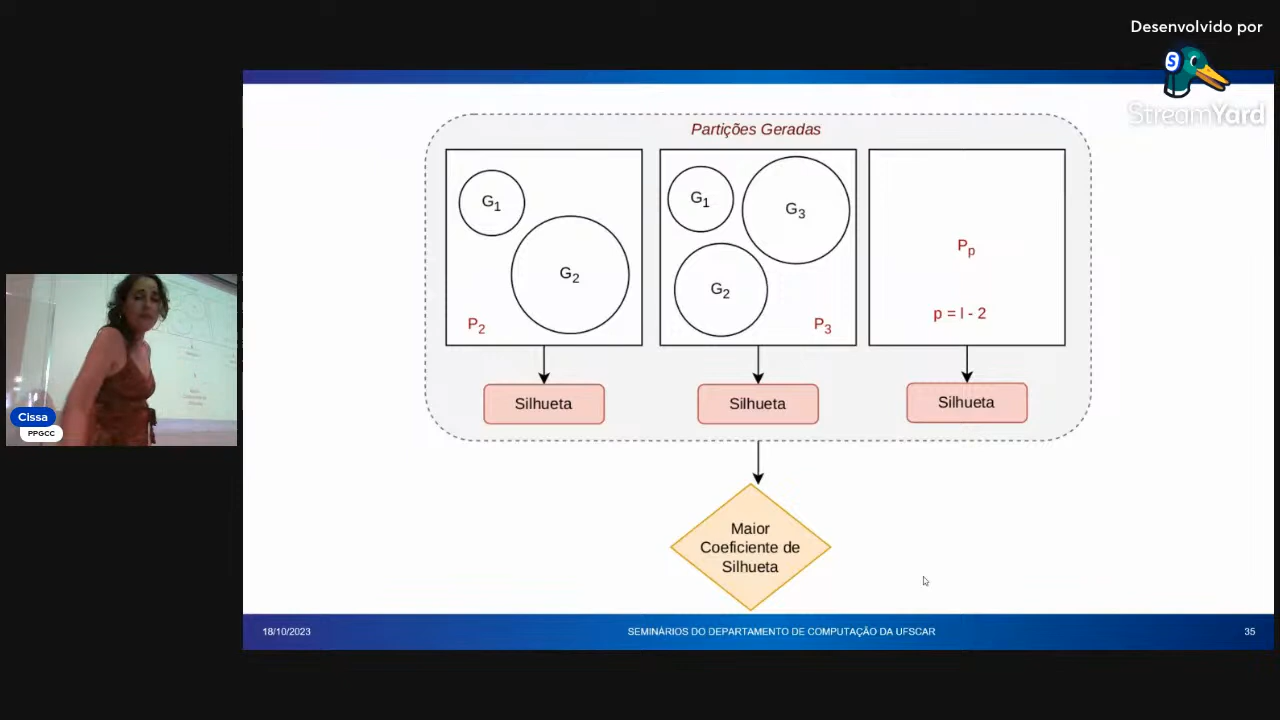 Desenvolvido por
StreamYard
Partições Geradas
G1
G2
P2
G1
G3
G2
P3
Pp
p = l - 2
Silhueta
Silhueta
Silhueta
Maior
Coeficiente de
Silhueta
Cissa
PPGCC
18/10/2023
SEMINÁRIOS DO DEPARTAMENTO DE COMPUTAÇÃO DA UFSCAR
35